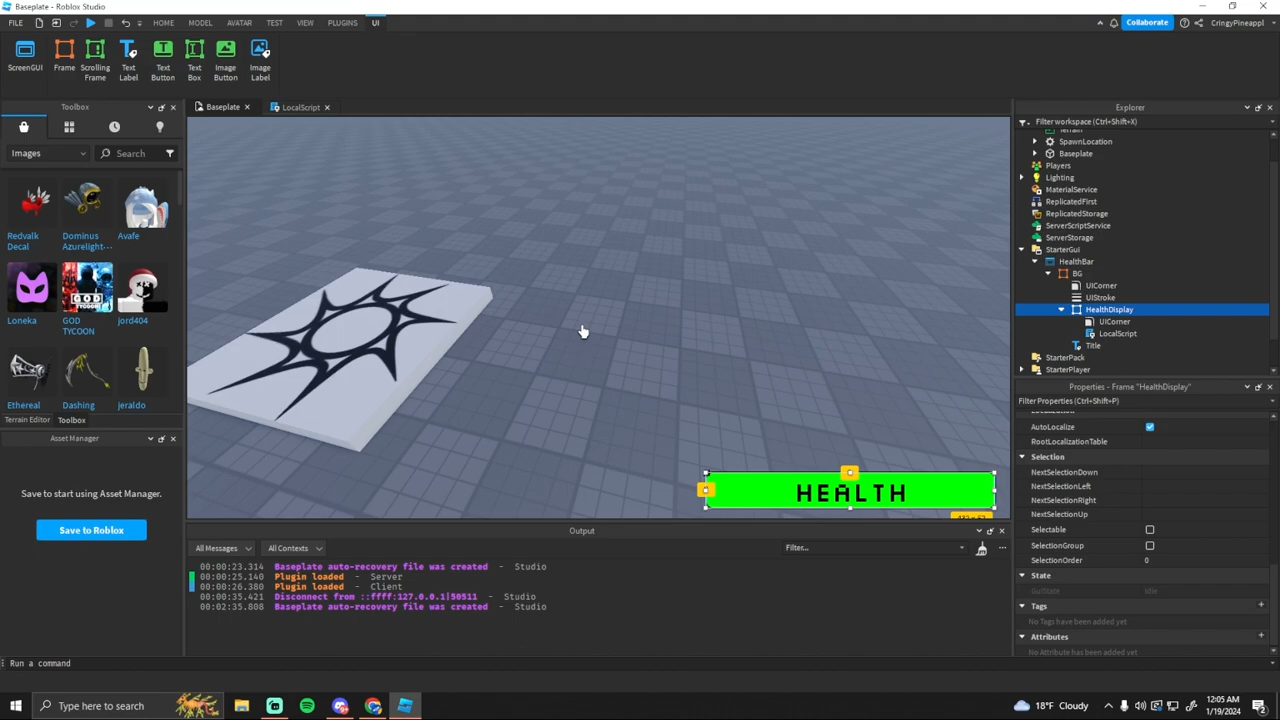 Baseplate - Roblox Studio
FILE HOME MODEL AVATAR TEST VIEW PLUGINS UI Collaborate CringyPineappl
ScreenGUI Frame Scrolling Frame Text Label Text Button Text Box Image Button Image Label
Toolbox
Images Search
Redvalk Decal
Dominus Azurelight-...
Avafe
Loneka
GOD TYCOON
jord404
Ethereal
Dashing
jeraldo
Terrain Editor Toolbox
Asset Manager
Save to start using Asset Manager.
Save to Roblox
Baseplate LocalScript
HEALTH
Output
All Messages All Contexts Filter...
00:00:23.314 Baseplate auto-recovery file was created - Studio
00:00:25.140 Plugin loaded - Server
00:00:26.380 Plugin loaded - Client
00:00:35.421 Disconnect from ::ffff:127.0.0.1|50511 - Studio
00:02:35.808 Baseplate auto-recovery file was created - Studio
Explorer
Filter workspace (Ctrl+Shift+X)
Terrain
SpawnLocation
Baseplate
Players
Lighting
MaterialService
ReplicatedFirst
ReplicatedStorage
ServerScriptService
ServerStorage
StarterGui
HealthBar
BG
UICorner
UIStroke
HealthDisplay
UICorner
LocalScript
Title
StarterPack
StarterPlayer
Properties - Frame "HealthDisplay"
Filter Properties (Ctrl+Shift+P)
Localization
AutoLocalize
RootLocalizationTable
Selection
NextSelectionDown
NextSelectionLeft
NextSelectionRight
NextSelectionUp
Selectable
SelectionGroup
SelectionOrder 0
State
GuiState Idle
Tags
No Tags have been added yet
Attributes
No Attribute has been added yet
Run a command
Type here to search
18°F Cloudy
12:05 AM
1/19/2024
2